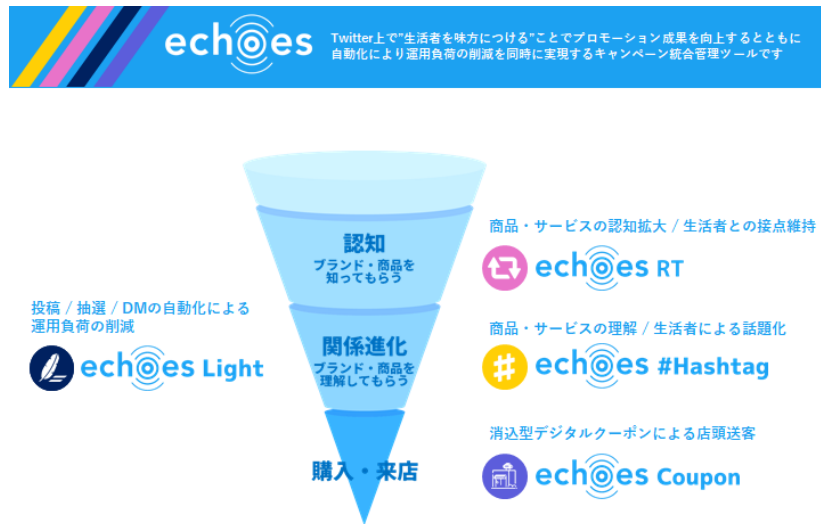 echoes
Twitter上で"生活者を味方につける"ことでプロモーション成果を向上するとともに
自動化により運用負荷の削減を同時に実現するキャンペーン統合管理ツールです
認知
ブランド・商品を
知ってもらう
商品・サービスの認知拡大 / 生活者との接点維持
echoes RT
投稿 / 抽選 / DMの自動化による
運用負荷の削減
echoes Light
関係進化
ブランド・商品を
理解してもらう
商品・サービスの理解 / 生活者による話題化
echoes #Hashtag
購入・来店
消込型デジタルクーポンによる店頭送客
echoes Coupon